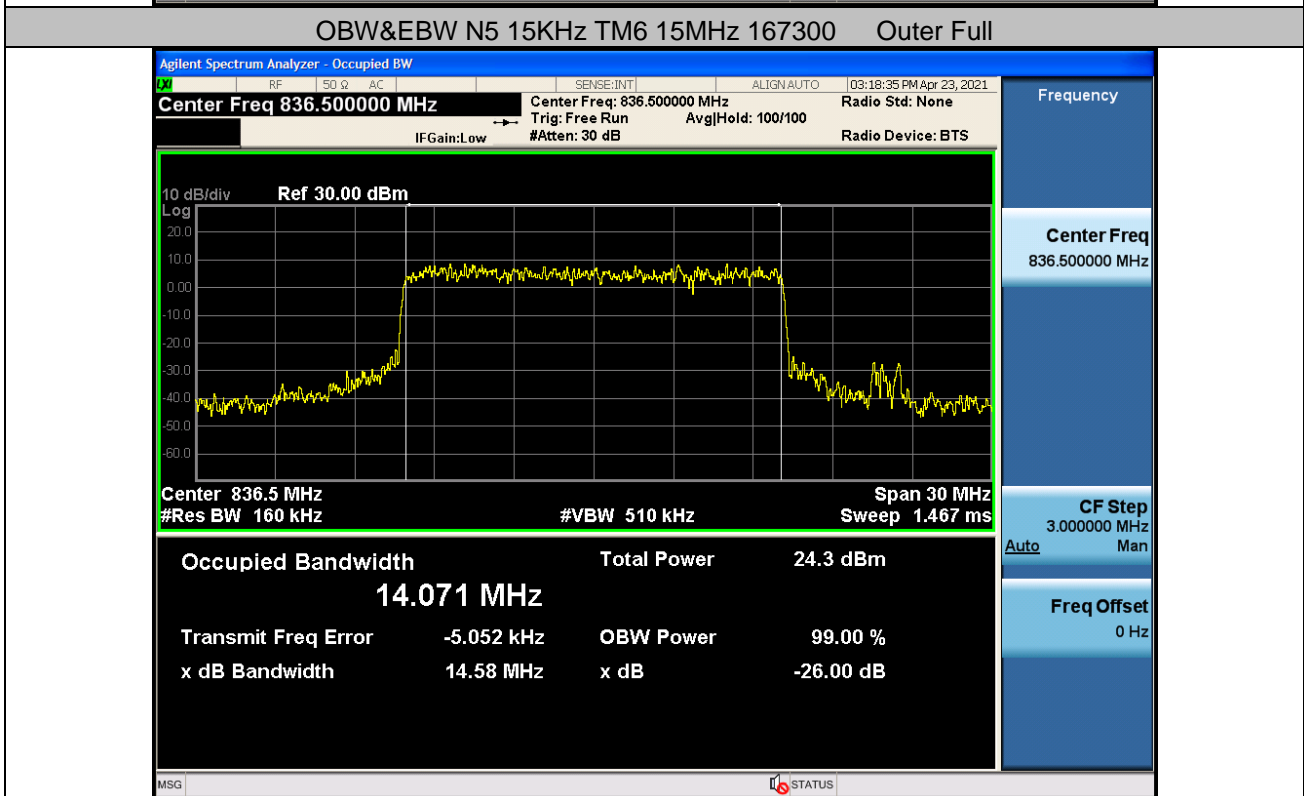 OBW&EBW N5 15KHz TM6 15MHz 167300 Outer Full
Agilent Spectrum Analyzer - Occupied BW
LXI RF 50 Ω AC SENSE:INT ALIGN AUTO 03:18:35 PM Apr 23, 2021
Center Freq 836.500000 MHz
Center Freq: 836.500000 MHz
Radio Std: None
Trig: Free Run
Avg|Hold: 100/100
IFGain:Low
#Atten: 30 dB
Radio Device: BTS
Frequency
10 dB/div
Ref 30.00 dBm
Log
20.0
10.0
0.00
-10.0
-20.0
-30.0
-40.0
-50.0
-60.0
Center 836.5 MHz
Span 30 MHz
#Res BW 160 kHz
#VBW 510 kHz
Sweep 1.467 ms
Center Freq
836.500000 MHz
CF Step
3.000000 MHz
Auto Man
Freq Offset
0 Hz
Occupied Bandwidth
14.071 MHz
Total Power 24.3 dBm
Transmit Freq Error -5.052 kHz
OBW Power 99.00 %
x dB Bandwidth 14.58 MHz
x dB -26.00 dB
MSG
STATUS